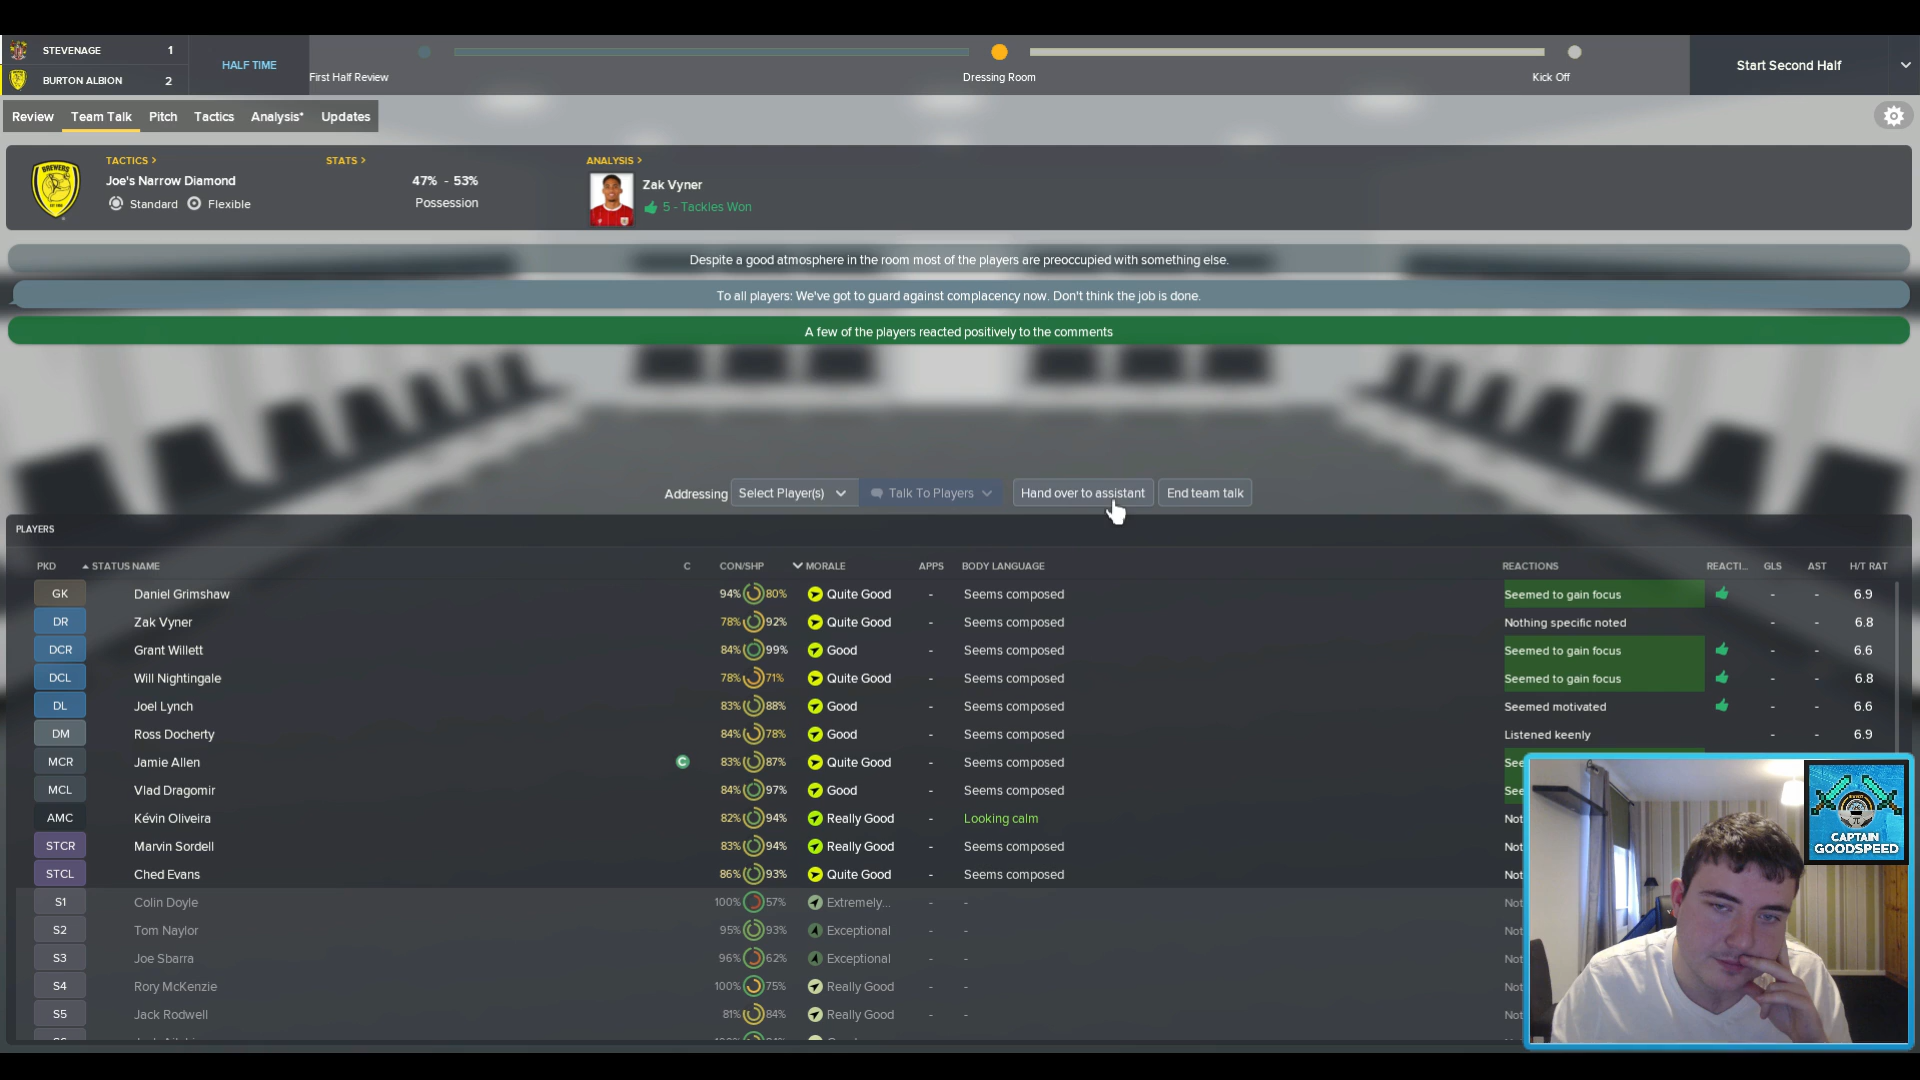 STEVENAGE 1
BURTON ALBION 2
HALF TIME
First Half Review
Dressing Room
Kick Off
Start Second Half
Review Team Talk Pitch Tactics Analysis* Updates
BREWERS
TACTICS >
Joe's Narrow Diamond
Standard Flexible
STATS >
47% - 53%
Possession
ANALYSIS >
Zak Vyner
5 - Tackles Won
Despite a good atmosphere in the room most of the players are preoccupied with something else.
To all players: We've got to guard against complacency now. Don't think the job is done.
A few of the players reacted positively to the comments
Addressing Select Player(s) Talk To Players Hand over to assistant End team talk
PLAYERS
PKD STATUS NAME C CON/SHP MORALE APPS BODY LANGUAGE REACTIONS REACTI... GLS AST H/T RAT
GK Daniel Grimshaw 94% 80% Quite Good - Seems composed Seemed to gain focus - - 6.9
DR Zak Vyner 78% 92% Quite Good - Seems composed Nothing specific noted - - 6.8
DCR Grant Willett 84% 99% Good - Seems composed Seemed to gain focus - - 6.6
DCL Will Nightingale 78% 71% Quite Good - Seems composed Seemed to gain focus - - 6.8
DL Joel Lynch 83% 88% Good - Seems composed Seemed motivated - - 6.6
DM Ross Docherty 84% 78% Good - Seems composed Listened keenly - - 6.9
MCR Jamie Allen C 83% 87% Quite Good - Seems composed See
MCL Vlad Dragomir 84% 97% Good - Seems composed See
AMC Kévin Oliveira 82% 94% Really Good - Looking calm Not
STCR Marvin Sordell 83% 94% Really Good - Seems composed Not
STCL Ched Evans 86% 93% Quite Good - Seems composed Not
S1 Colin Doyle 100% 57% Extremely... - - Not
S2 Tom Naylor 95% 93% Exceptional - - Not
S3 Joe Sbarra 96% 62% Exceptional - - Not
S4 Rory McKenzie 100% 75% Really Good - - Not
S5 Jack Rodwell 81% 84% Really Good - - Not
CAPTAIN
GOODSPEED